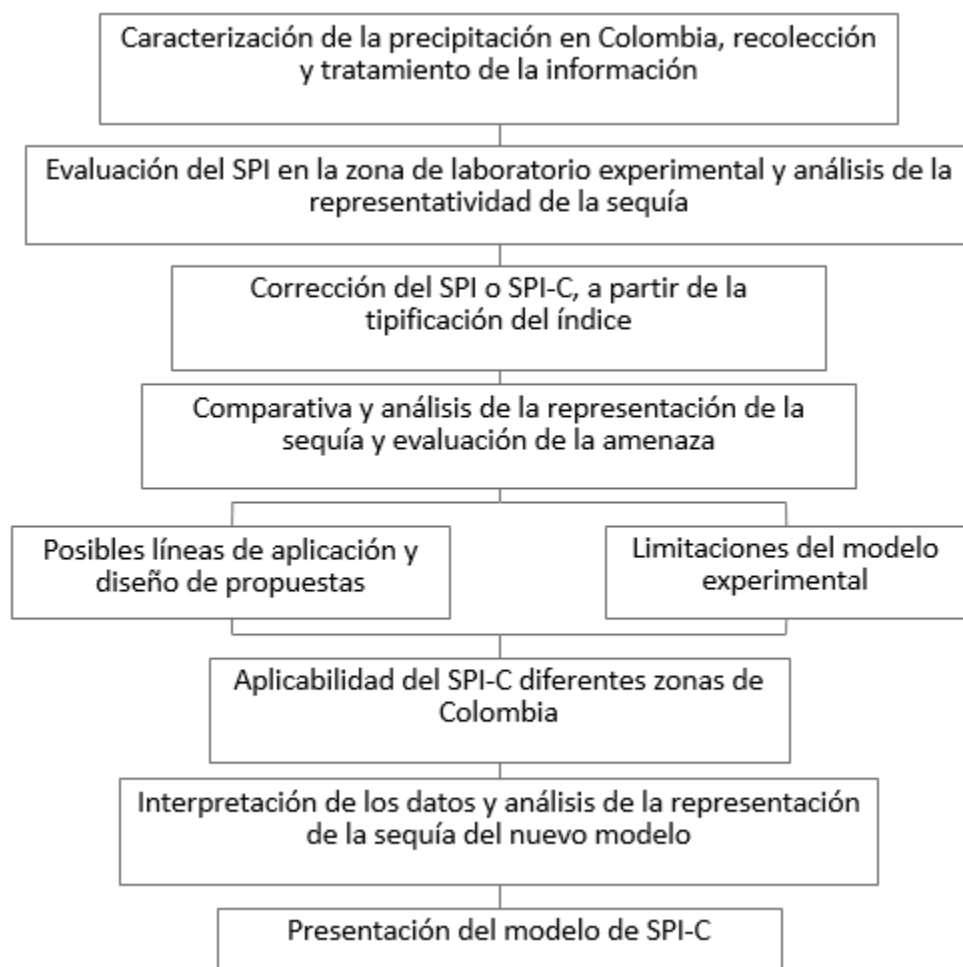 Caracterización de la precipitación en Colombia, recolección
y tratamiento de la información
Evaluación del SPI en la zona de laboratorio experimental y análisis de la
representatividad de la sequía
Corrección del SPI o SPI-C, a partir de la
tipificación del índice
Comparativa y análisis de la representación de la
sequía y evaluación de la amenaza
Posibles líneas de aplicación y
diseño de propuestas
Limitaciones del modelo
experimental
Aplicabilidad del SPI-C diferentes zonas de
Colombia
Interpretación de los datos y análisis de la representación
de la sequía del nuevo modelo
Presentación del modelo de SPI-C